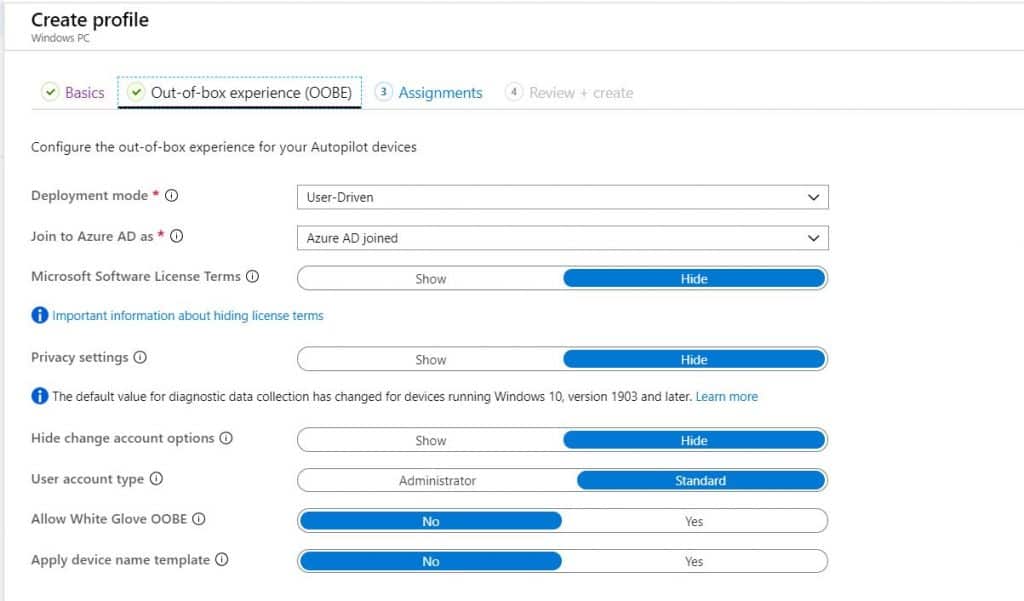 Create profile
Windows PC
Basics Out-of-box experience (OOBE) 3 Assignments 4 Review + create
Configure the out-of-box experience for your Autopilot devices
Deployment mode * User-Driven
Join to Azure AD as * Azure AD joined
Microsoft Software License Terms Show Hide
Important information about hiding license terms
Privacy settings Show Hide
The default value for diagnostic data collection has changed for devices running Windows 10, version 1903 and later. Learn more
Hide change account options Show Hide
User account type Administrator Standard
Allow White Glove OOBE No Yes
Apply device name template No Yes